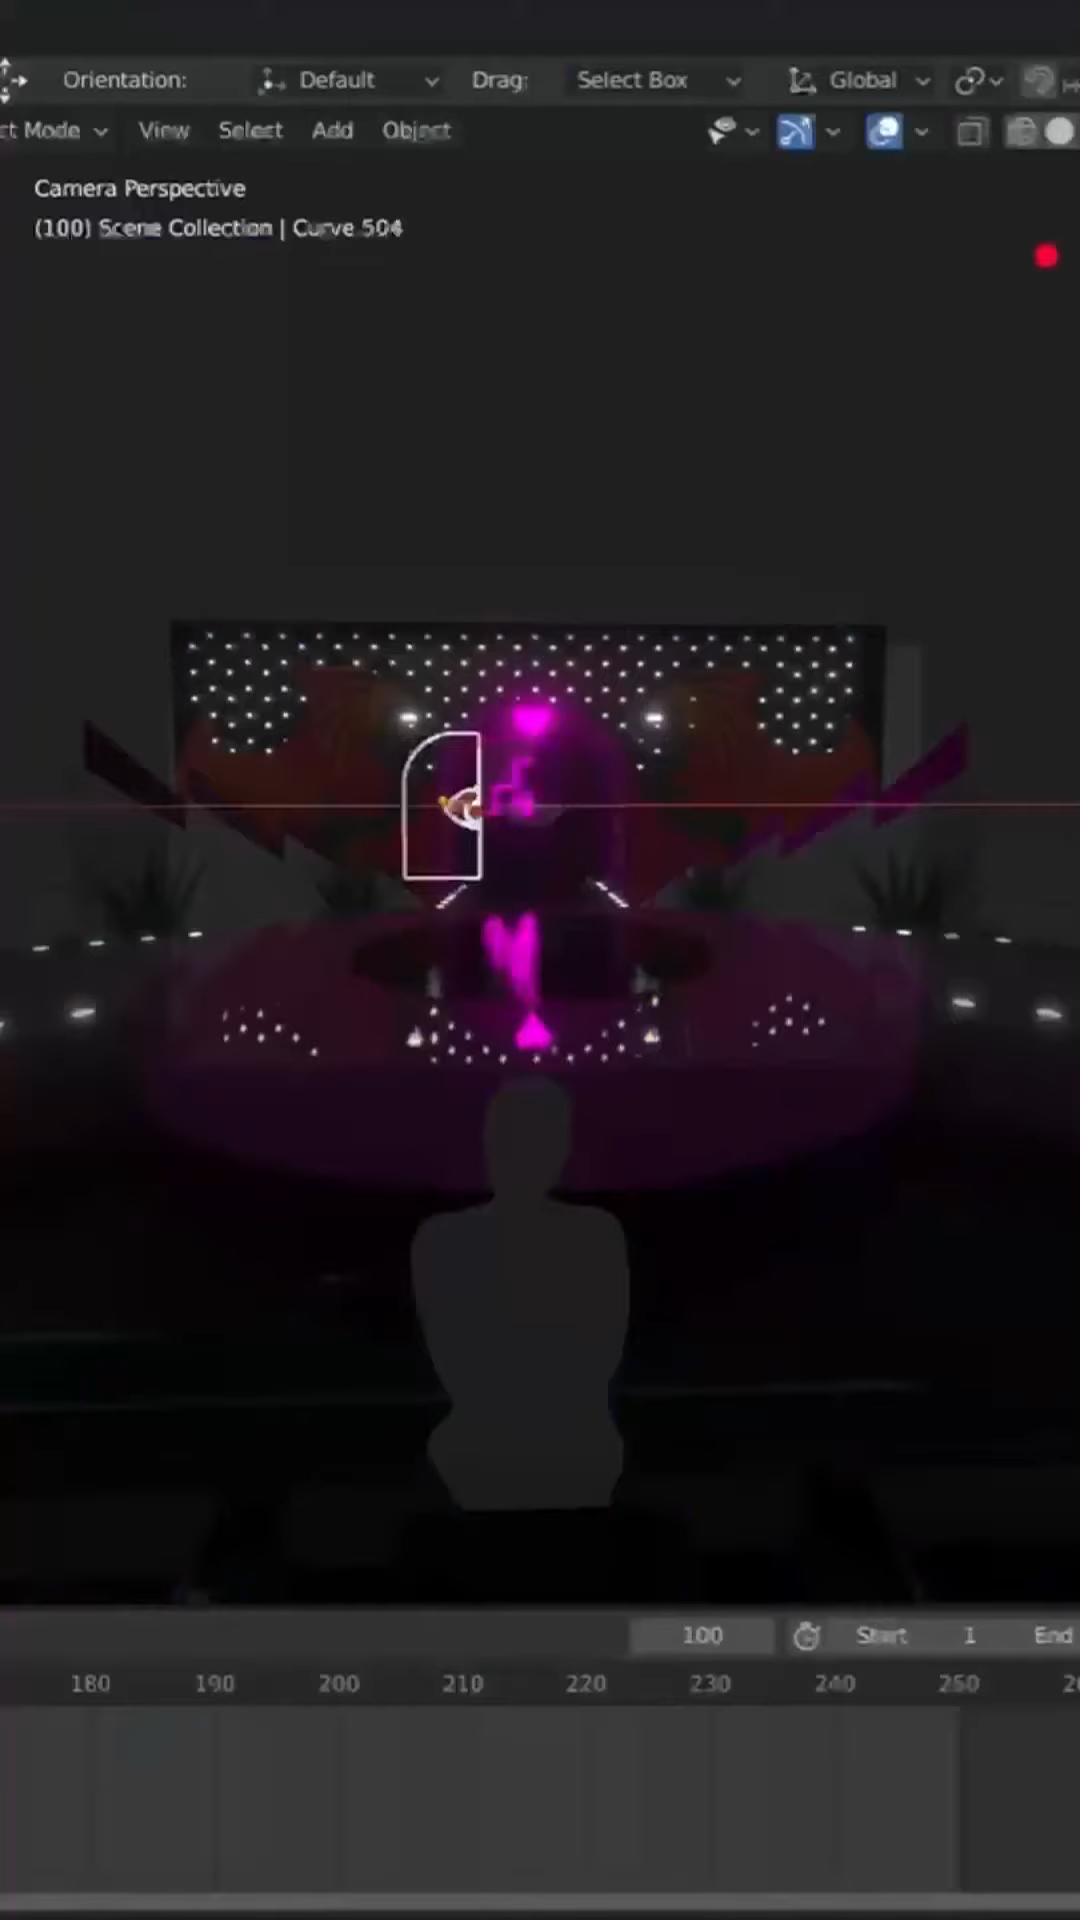 Orientation: Default Drag: Select Box Global
ct Mode View Select Add Object
Camera Perspective
(100) Scene Collection | Curve 504
100 Start 1 End
180 190 200 210 220 230 240 250